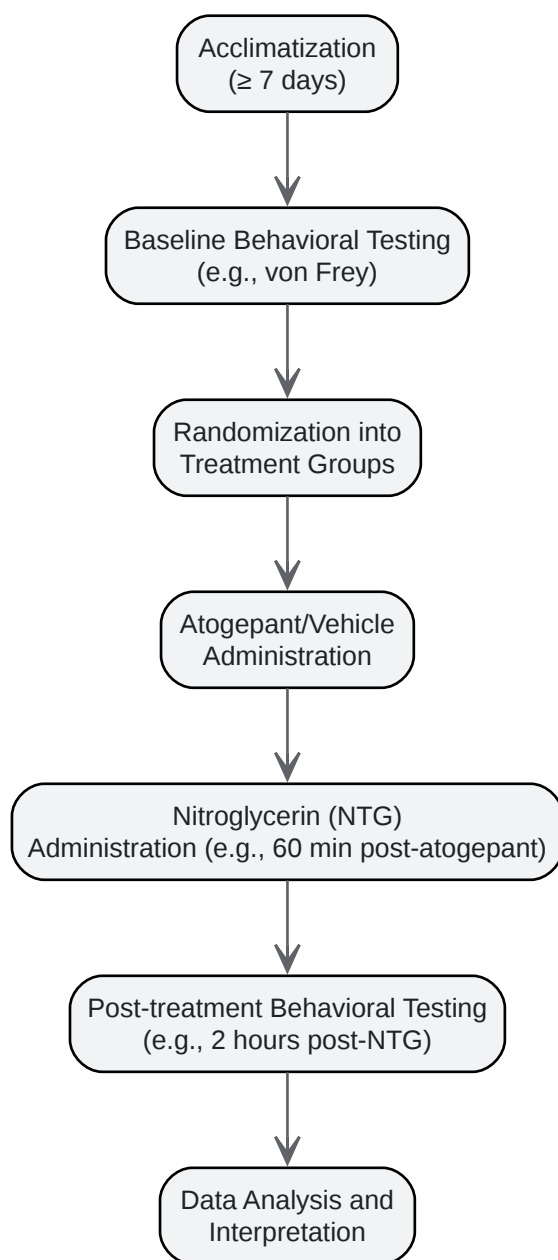 Acclimatization
(≥ 7 days)
Baseline Behavioral Testing
(e.g., von Frey)
Randomization into
Treatment Groups
Atogepant/Vehicle
Administration
Nitroglycerin (NTG)
Administration (e.g., 60 min post-atogepant)
Post-treatment Behavioral Testing
(e.g., 2 hours post-NTG)
Data Analysis and
Interpretation